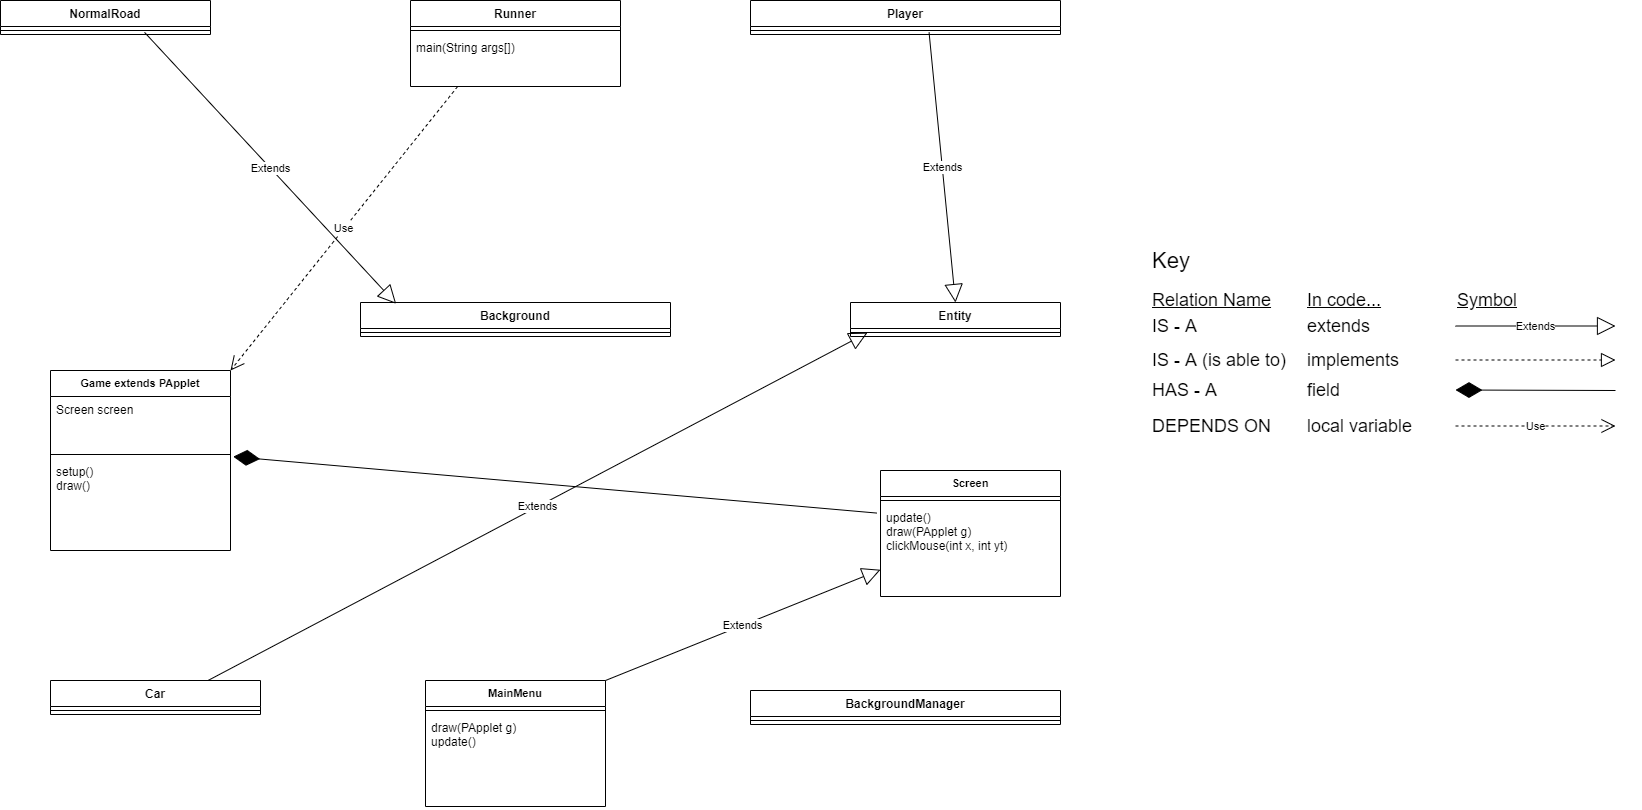 NormalRoad
Runner
main(String args[])
Player
Extends
Use
Extends
Background
Entity
Game extends PApplet
Screen screen
setup()
draw()
Extends
Screen
update()
draw(PApplet g)
clickMouse(int x, int yt)
Extends
Car
MainMenu
draw(PApplet g)
update()
BackgroundManager
Key
Relation Name In code... Symbol
IS - A extends Extends
IS - A (is able to) implements
HAS - A field
DEPENDS ON local variable Use